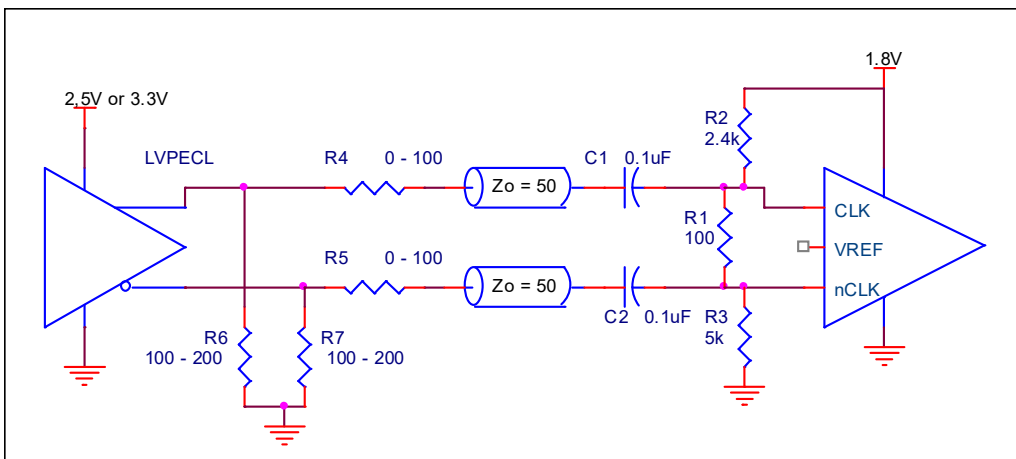 1.8V
2.5V or 3.3V
R2
2.4k
LVPECL
R4 0 - 100
C1 0.1uF
Zo = 50
CLK
R1
100
VREF
R5 0 - 100
Zo = 50
nCLK
C2 0.1uF
R3
5k
R6
100 - 200
R7
100 - 200